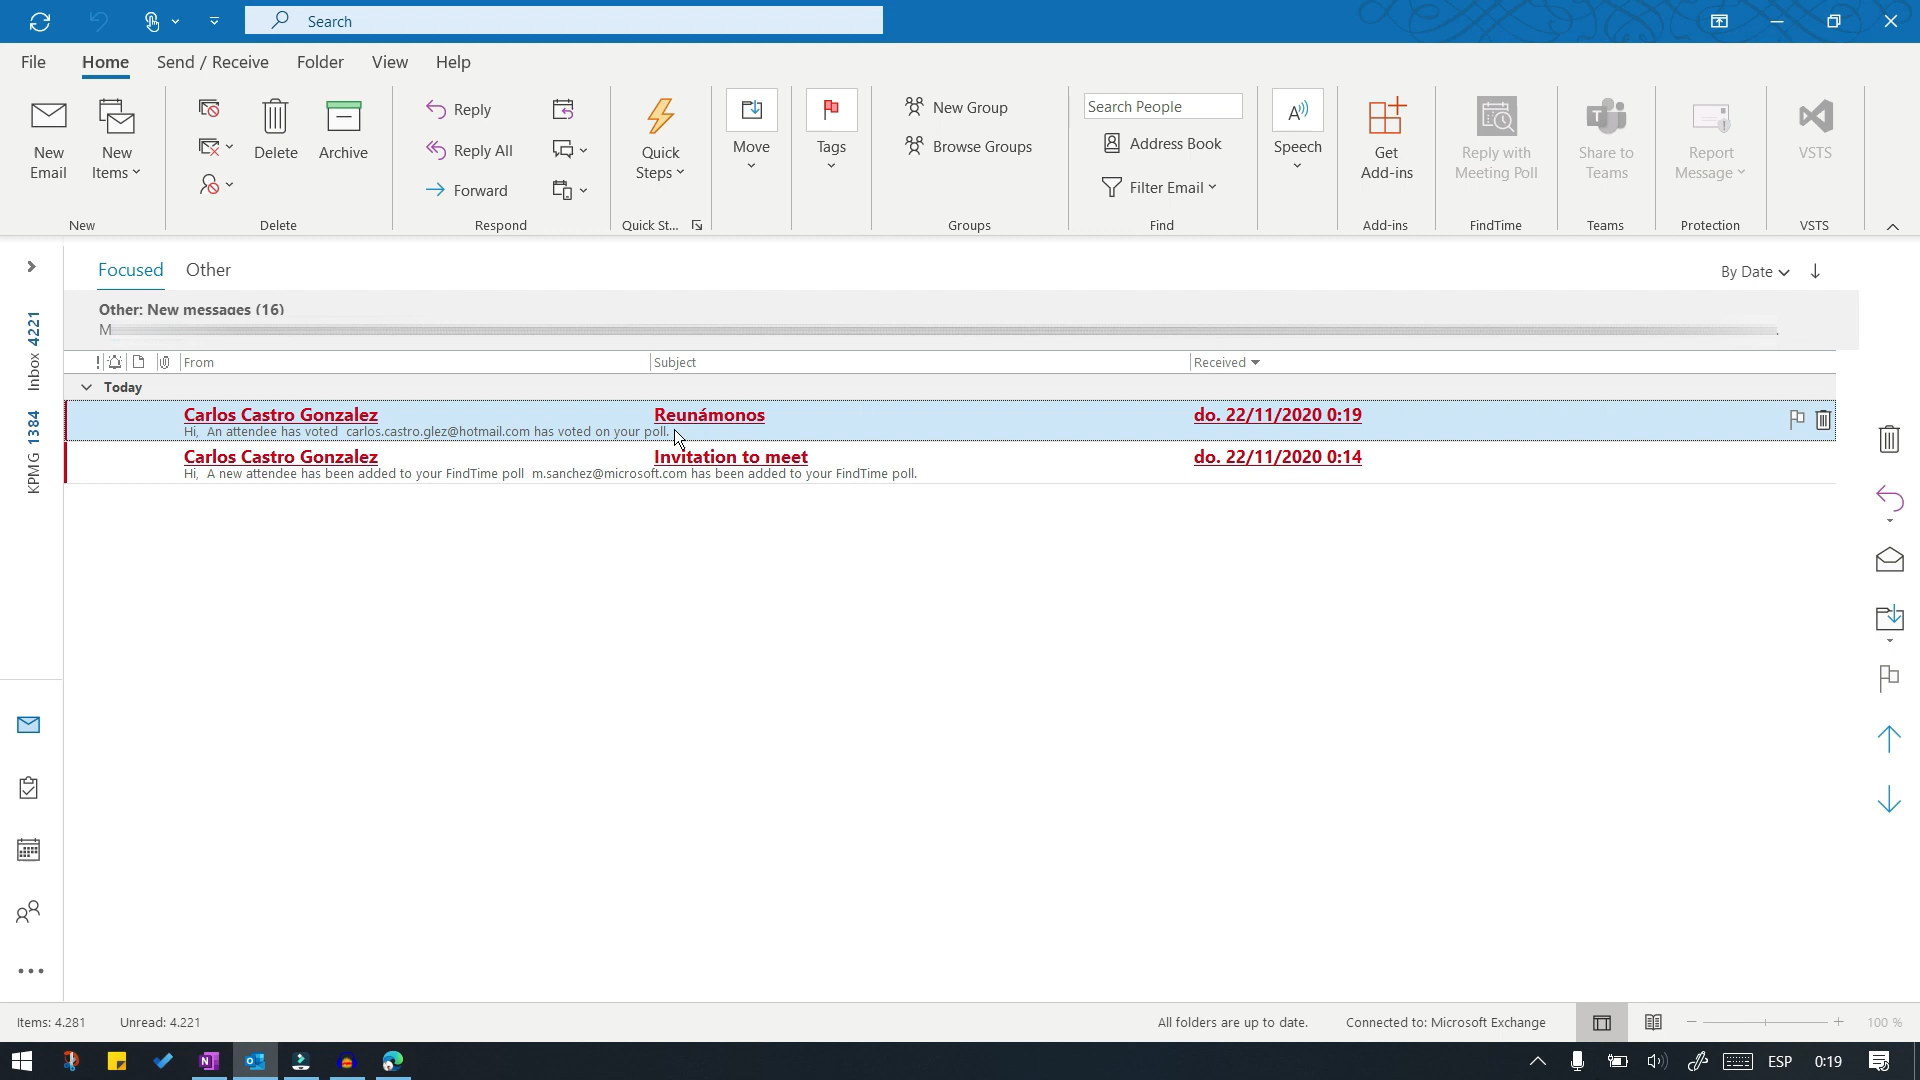 Search
File Home Send / Receive Folder View Help
New Email
New Items
Delete
Archive
Reply
Reply All
Forward
Quick Steps
Move
Tags
New Group
Browse Groups
Search People
Address Book
Filter Email
Speech
Get Add-ins
Reply with Meeting Poll
Share to Teams
Report Message
VSTS
New Delete Respond Quick St... Groups Find Add-ins FindTime Teams Protection VSTS
Focused Other
By Date
Other: New messages (16)
M
! From Subject Received
Today
Carlos Castro Gonzalez Reunámonos do. 22/11/2020 0:19
Hi, An attendee has voted carlos.castro.glez@hotmail.com has voted on your poll.
Carlos Castro Gonzalez Invitation to meet do. 22/11/2020 0:14
Hi, A new attendee has been added to your FindTime poll m.sanchez@microsoft.com has been added to your FindTime poll.
Inbox 4221
KPMG 1384
Items: 4.281 Unread: 4.221 All folders are up to date. Connected to: Microsoft Exchange 100 %
ESP 0:19